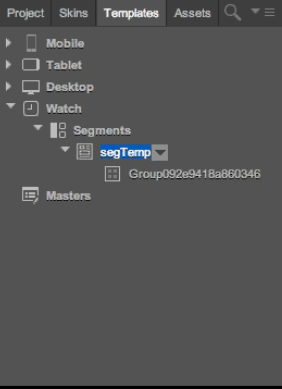 Project Skins Templates Assets
Mobile
Tablet
Desktop
Watch
Segments
segTemp
Group092e9418a860346
Masters